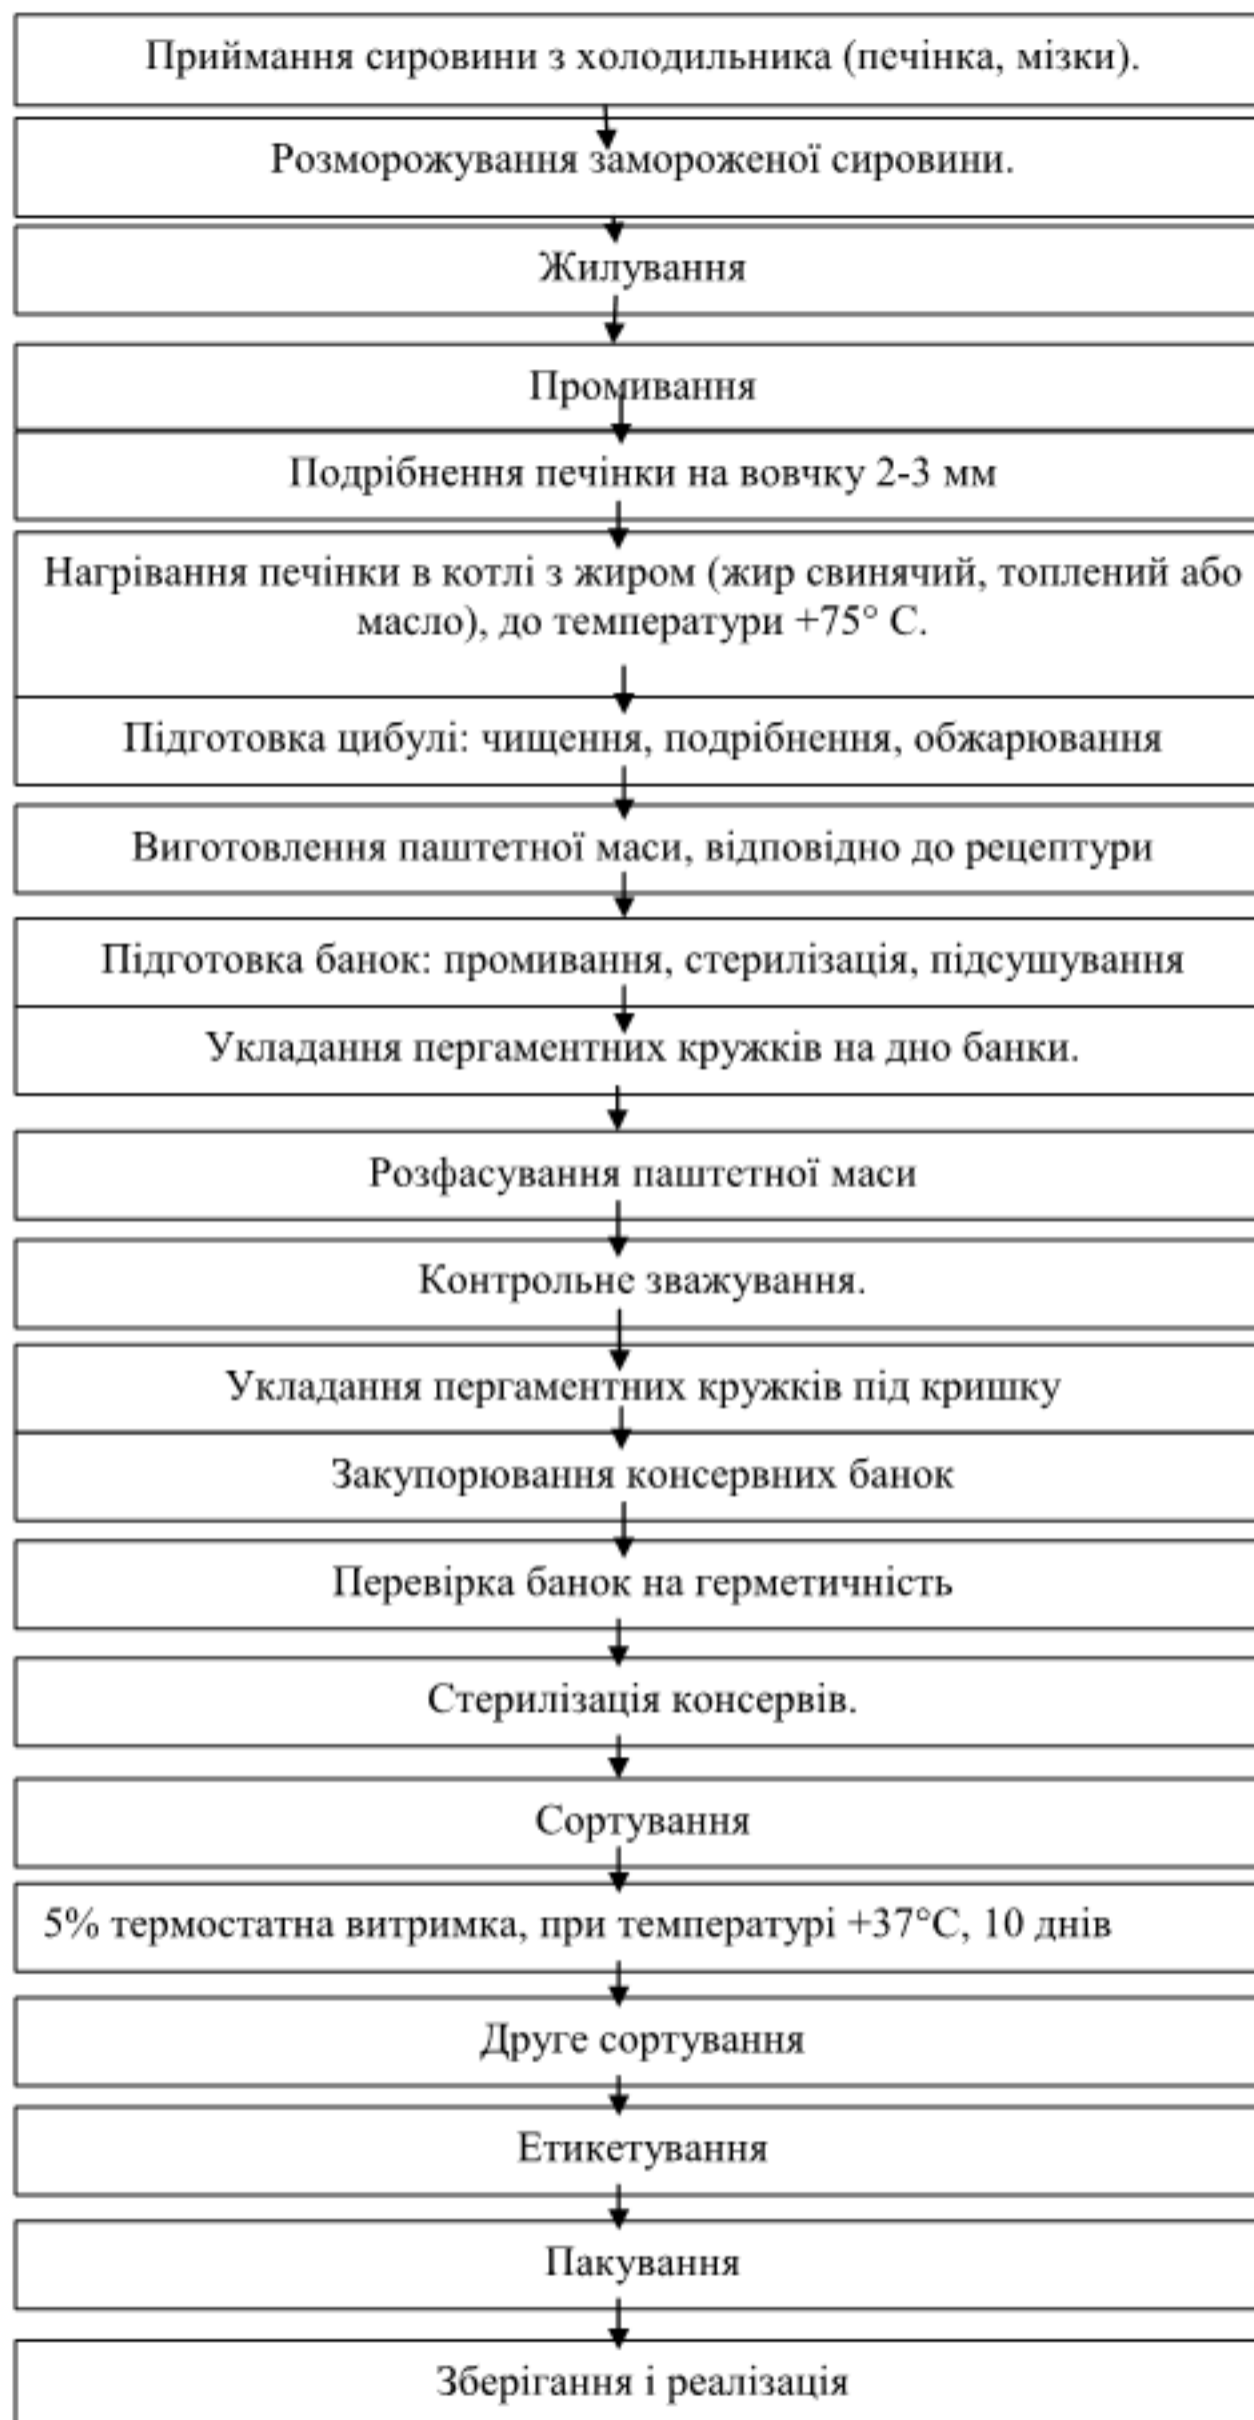 Приймання сировини з холодильника (печінка, мізки).
Розморожування замороженої сировини.
Жилування
Промивання
Подрібнення печінки на вовчку 2-3 мм
Нагрівання печінки в котлі з жиром (жир свинячий, топлений або
масло), до температури +75° С.
Підготовка цибулі: чищення, подрібнення, обжарювання
Виготовлення паштетної маси, відповідно до рецептури
Підготовка банок: промивання, стерилізація, підсушування
Укладання пергаментних кружків на дно банки.
Розфасування паштетної маси
Контрольне зважування.
Укладання пергаментних кружків під кришку
Закупорювання консервних банок
Перевірка банок на герметичність
Стерилізація консервів.
Сортування
5% термостатна витримка, при температурі +37°С, 10 днів
Друге сортування
Етикетування
Пакування
Зберігання і реалізація